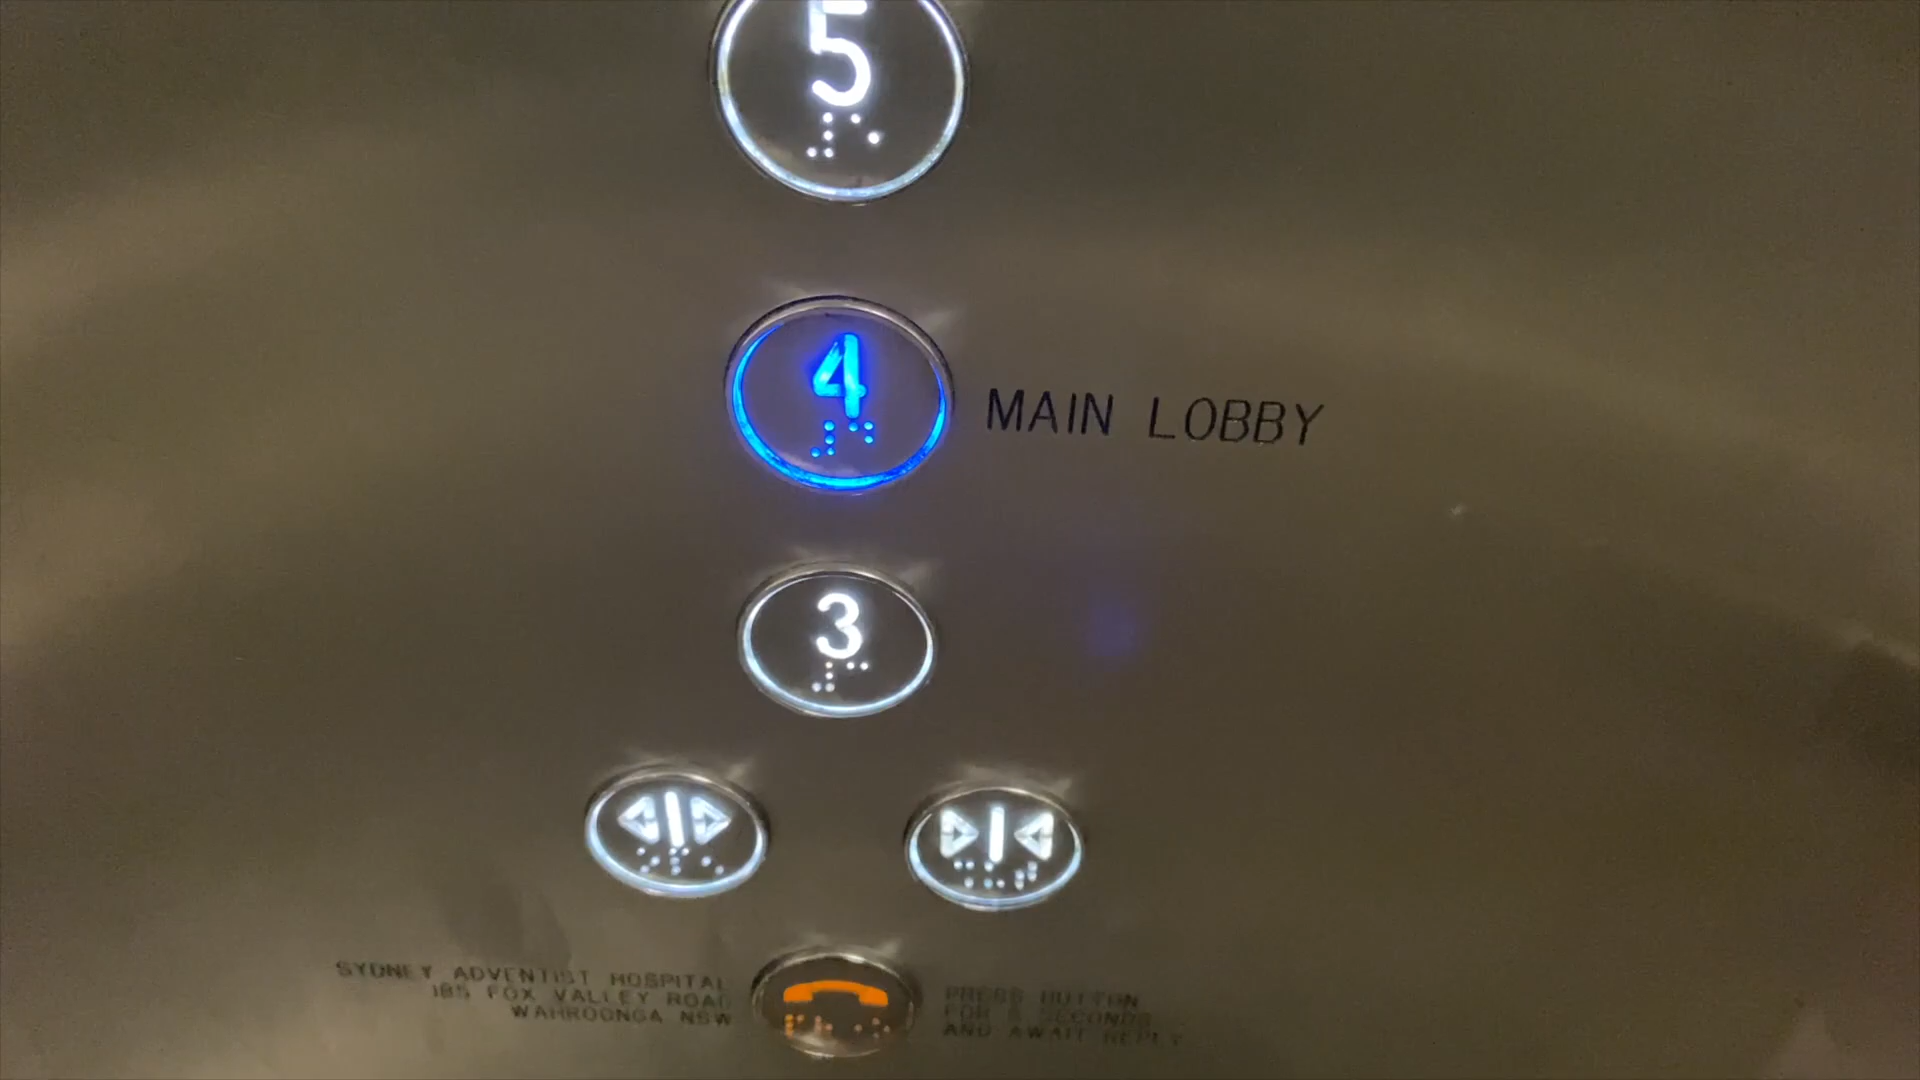 5
4 MAIN LOBBY
3
SYDNEY ADVENTIST HOSPITAL
185 FOX VALLEY ROAD
WAHROONGA NSW
PRESS BUTTON
FOR 5 SECONDS
AND AWAIT REPLY